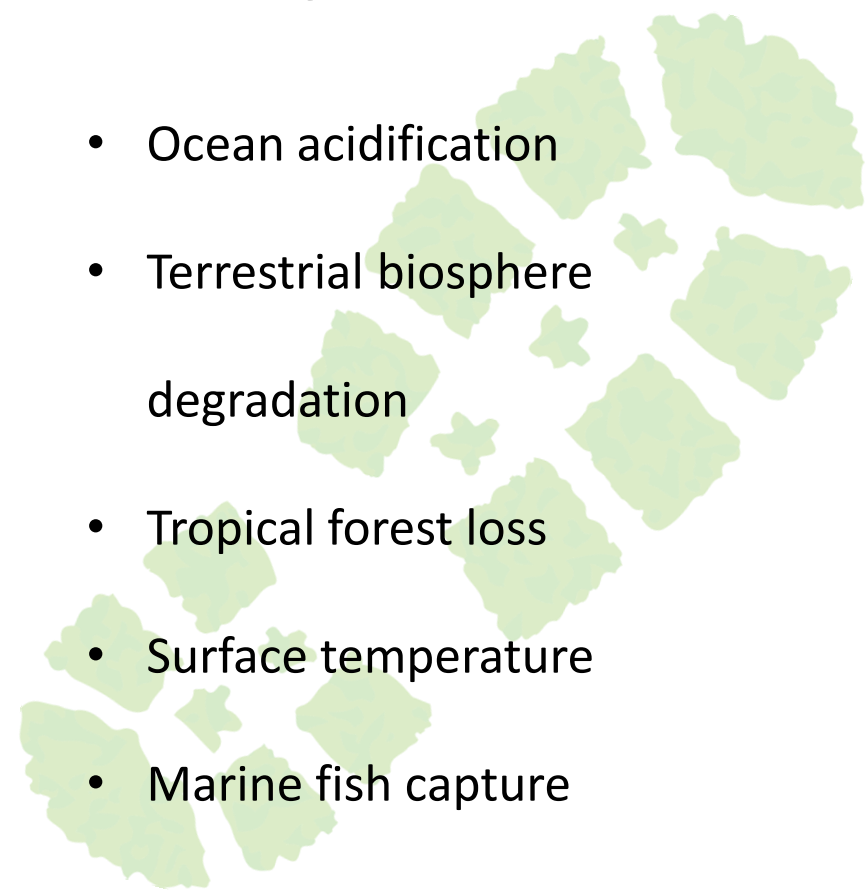 • Ocean acidification
• Terrestrial biosphere
degradation
• Tropical forest loss
• Surface temperature
• Marine fish capture